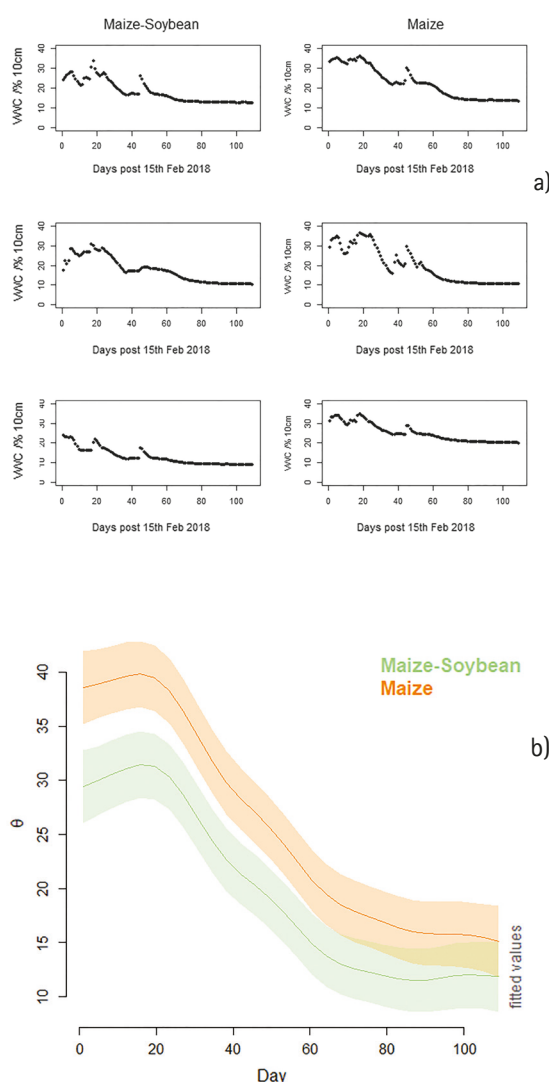 Maize-Soybean Maize
VWC /% 10cm
0 10 20 30 40
0 20 40 60 80 100
Days post 15th Feb 2018
VWC /% 10cm
0 10 20 30 40
0 20 40 60 80 100
Days post 15th Feb 2018
a)
VWC /% 10cm
0 10 20 30 40
0 20 40 60 80 100
Days post 15th Feb 2018
VWC /% 10cm
0 10 20 30 40
0 20 40 60 80 100
Days post 15th Feb 2018
VWC /% 10cm
0 10 20 30 40
0 20 40 60 80 100
Days post 15th Feb 2018
VWC /% 10cm
0 10 20 30 40
0 20 40 60 80 100
Days post 15th Feb 2018
Maize-Soybean
Maize
b)
θ
40
35
30
25
20
15
10
fitted values
0 20 40 60 80 100
Day